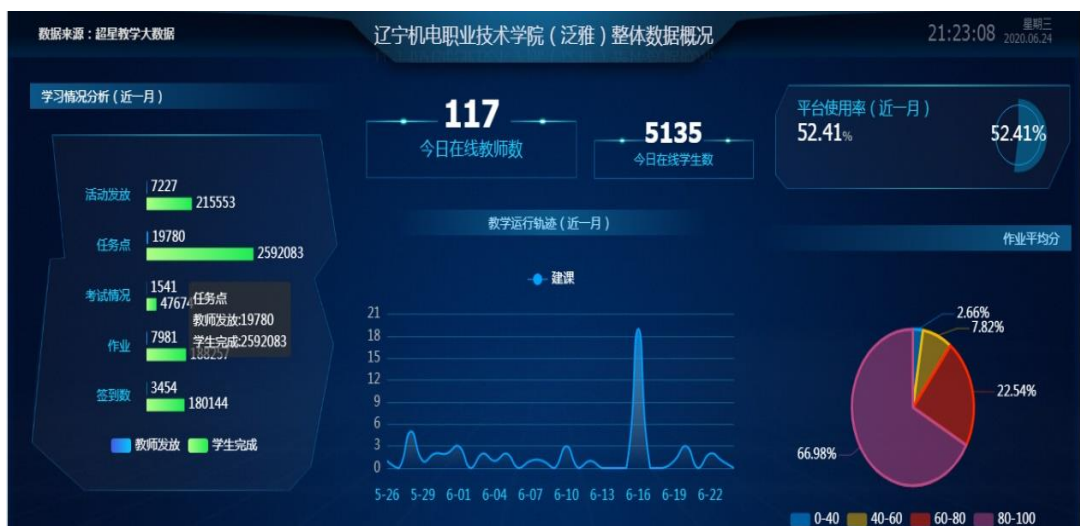 数据来源：超星教学大数据
辽宁机电职业技术学院（泛雅）整体数据概况
21:23:08
星期三
2020.06.24
学习情况分析（近一月）
活动发放
7227
215553
任务点
19780
2592083
考试情况
1541
47674
作业
7981
188257
签到数
3454
180144
任务点
教师发放:19780
学生完成:2592083
教师发放
学生完成
117
今日在线教师数
5135
今日在线学生数
平台使用率（近一月）
52.41%
52.41%
教学运行轨迹（近一月）
建课
21
18
15
12
9
6
3
0
5-26 5-29 6-01 6-04 6-07 6-10 6-13 6-16 6-19 6-22
作业平均分
2.66%
7.82%
22.54%
66.98%
0-40 40-60 60-80 80-100